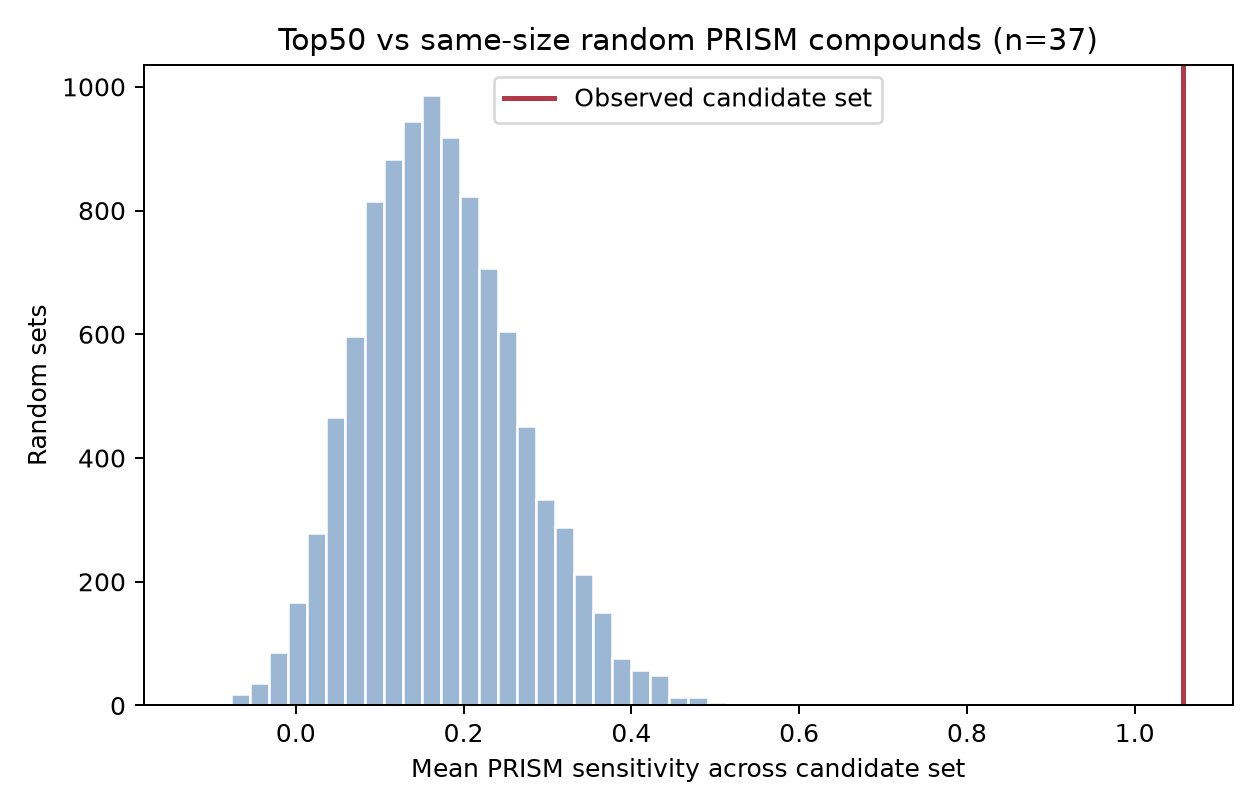 Top50 vs same-size random PRISM compounds (n=37)
Observed candidate set
Random sets
1000
800
600
400
200
0
0.0 0.2 0.4 0.6 0.8 1.0
Mean PRISM sensitivity across candidate set